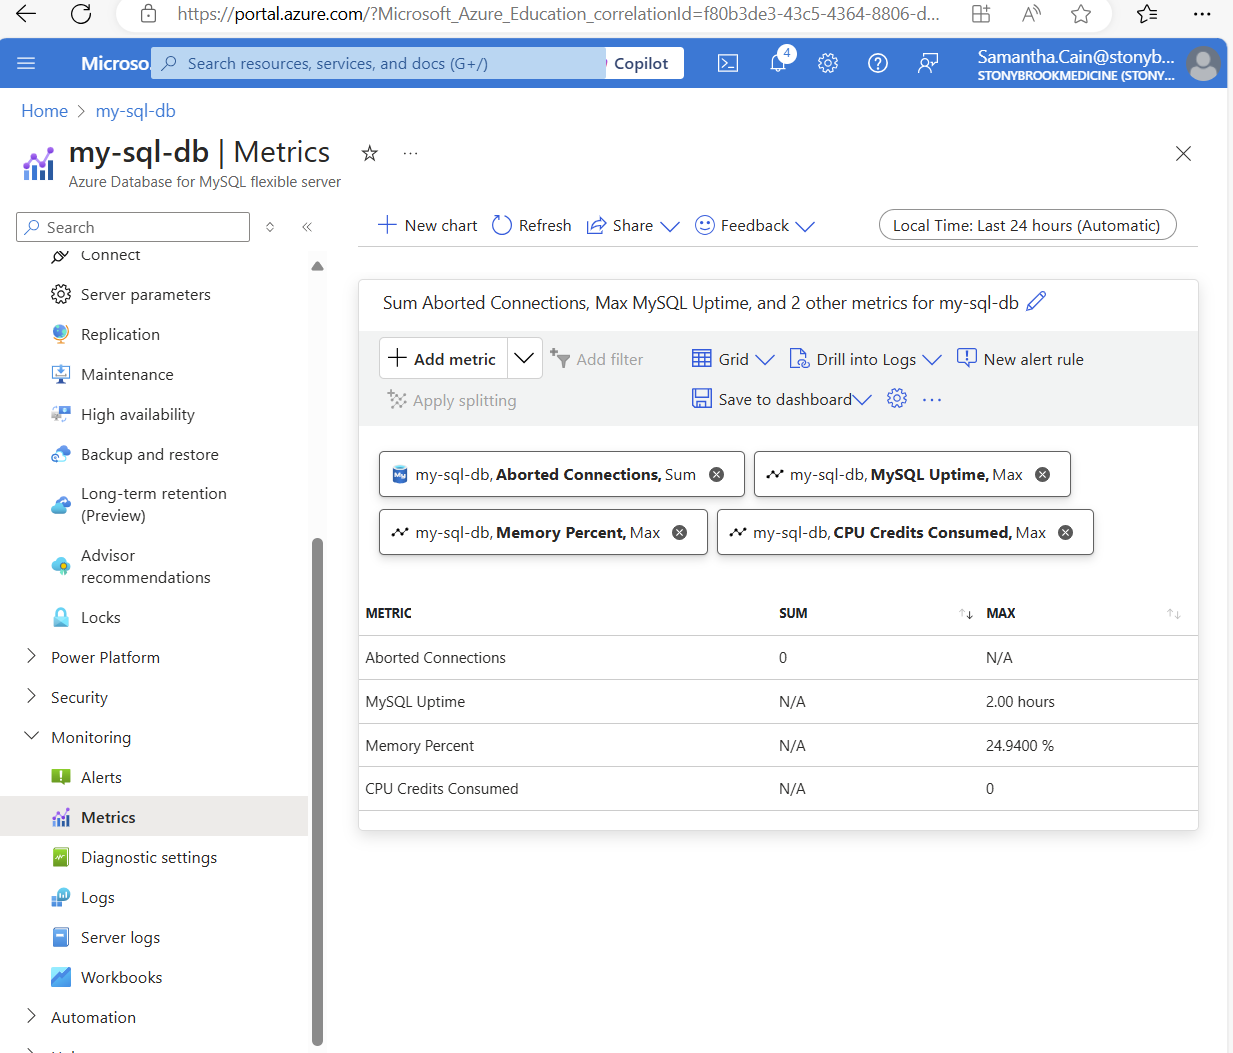 https://portal.azure.com/?Microsoft_Azure_Education_correlationId=f80b3de3-43c5-4364-8806-d...
Microso
Search resources, services, and docs (G+/)
Copilot
4
Samantha.Cain@stonyb...
STONYBROOKMEDICINE (STONY...
Home > my-sql-db
my-sql-db | Metrics
Azure Database for MySQL flexible server
Search
Connect
Server parameters
Replication
Maintenance
High availability
Backup and restore
Long-term retention
(Preview)
Advisor
recommendations
Locks
Power Platform
Security
Monitoring
Alerts
Metrics
Diagnostic settings
Logs
Server logs
Workbooks
Automation
New chart Refresh Share Feedback Local Time: Last 24 hours (Automatic)
Sum Aborted Connections, Max MySQL Uptime, and 2 other metrics for my-sql-db
Add metric Add filter Grid Drill into Logs New alert rule
Apply splitting Save to dashboard
my-sql-db, Aborted Connections, Sum my-sql-db, MySQL Uptime, Max
my-sql-db, Memory Percent, Max my-sql-db, CPU Credits Consumed, Max
METRIC SUM MAX
Aborted Connections 0 N/A
MySQL Uptime N/A 2.00 hours
Memory Percent N/A 24.9400 %
CPU Credits Consumed N/A 0